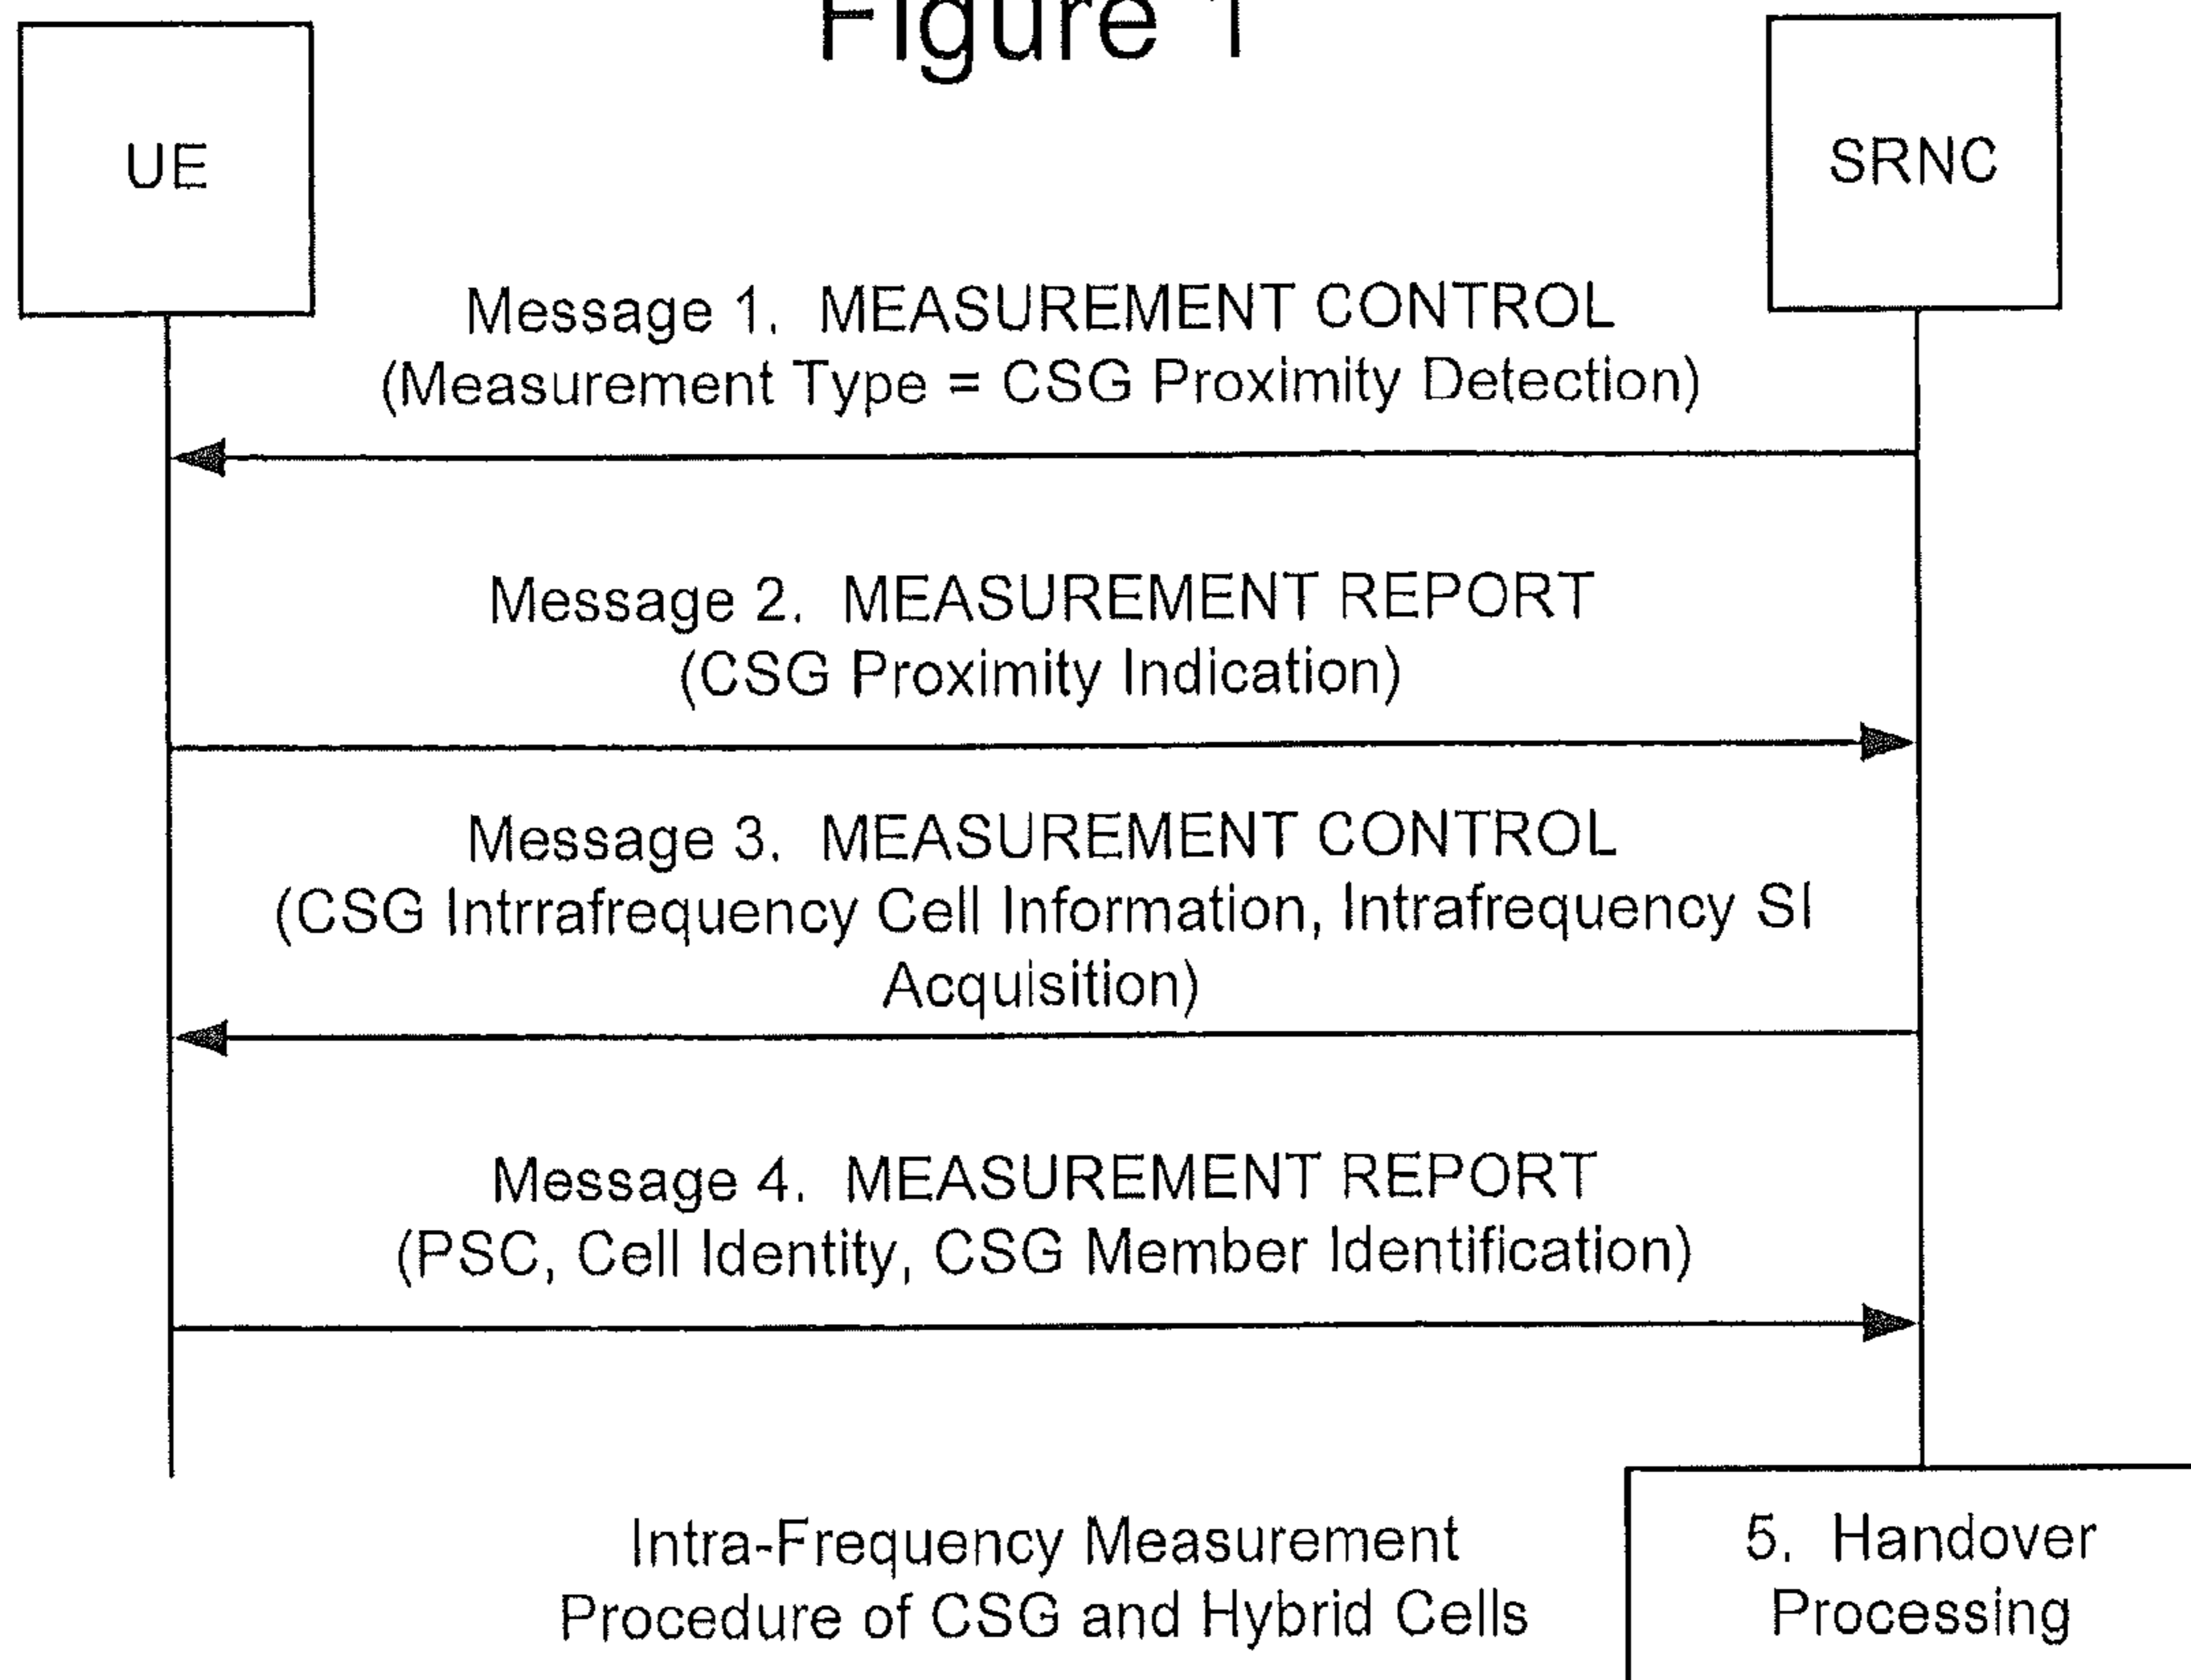 Figure 1
UE
SRNC
Message 1. MEASUREMENT CONTROL
(Measurement Type = CSG Proximity Detection)
Message 2. MEASUREMENT REPORT
(CSG Proximity Indication)
Message 3. MEASUREMENT CONTROL
(CSG Intrrafrequency Cell Information, Intrafrequency SI
Acquisition)
Message 4. MEASUREMENT REPORT
(PSC, Cell Identity, CSG Member Identification)
Intra-Frequency Measurement
Procedure of CSG and Hybrid Cells
5. Handover
Processing